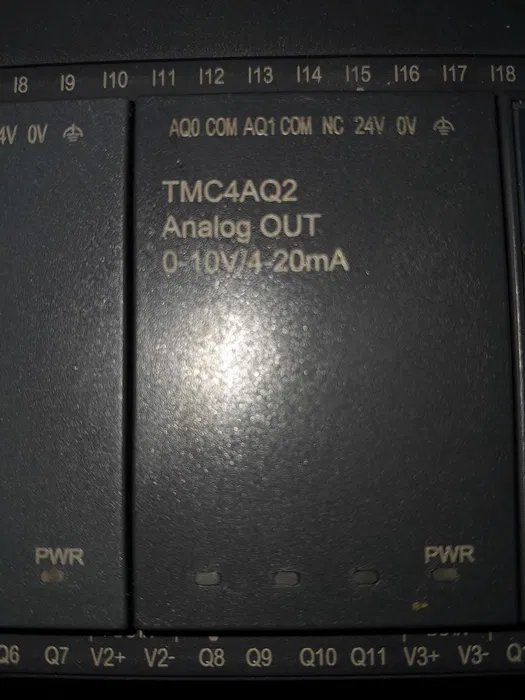 I8 I9 I10 I11 I12 I13 I14 I15 I16 I17 I18
4V 0V
AQ0 COM AQ1 COM NC 24V 0V
TMC4AQ2
Analog OUT
0-10V/4-20mA
PWR
PWR
Q6 Q7 V2+ V2- Q8 Q9 Q10 Q11 V3+ V3-